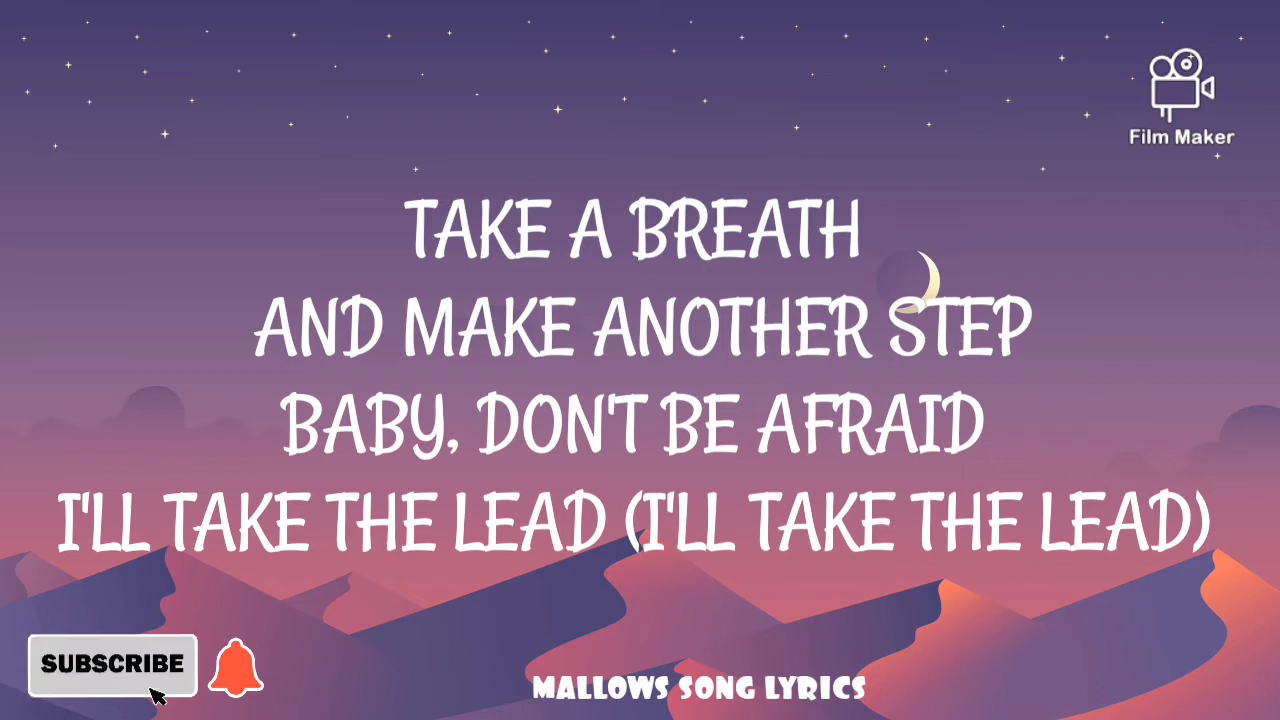 Film Maker
TAKE A BREATH
AND MAKE ANOTHER STEP
BABY, DON'T BE AFRAID
I'LL TAKE THE LEAD (I'LL TAKE THE LEAD)
SUBSCRIBE
MALLOWS SONG LYRICS